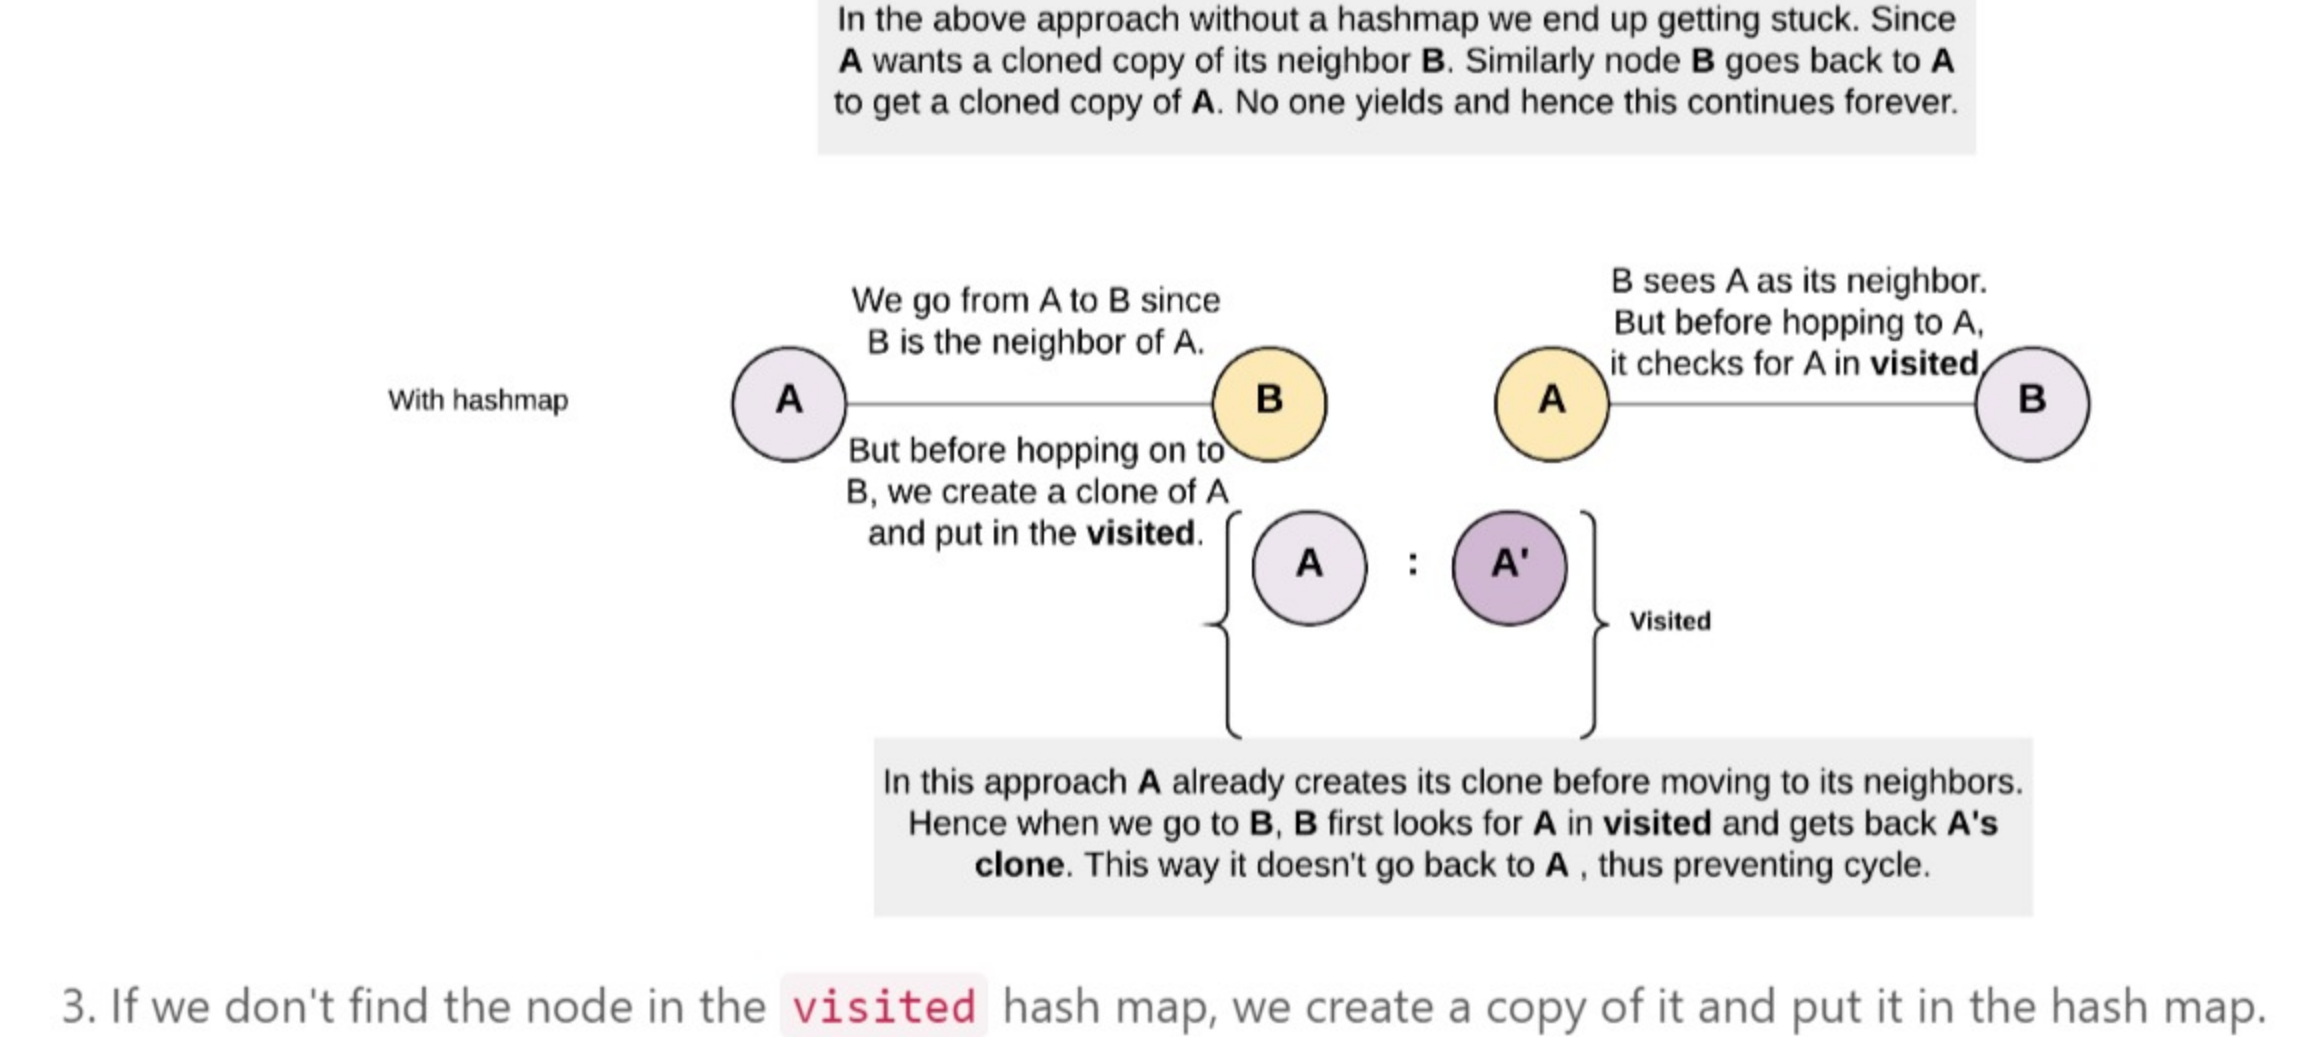 In the above approach without a hashmap we end up getting stuck. Since
A wants a cloned copy of its neighbor B. Similarly node B goes back to A
to get a cloned copy of A. No one yields and hence this continues forever.
With hashmap
A
We go from A to B since
B is the neighbor of A.
B
But before hopping on to
B, we create a clone of A
and put in the visited.
A
B sees A as its neighbor.
But before hopping to A,
it checks for A in visited.
B
A : A'
Visited
In this approach A already creates its clone before moving to its neighbors.
Hence when we go to B, B first looks for A in visited and gets back A's
clone. This way it doesn't go back to A , thus preventing cycle.
3. If we don't find the node in the visited hash map, we create a copy of it and put it in the hash map.